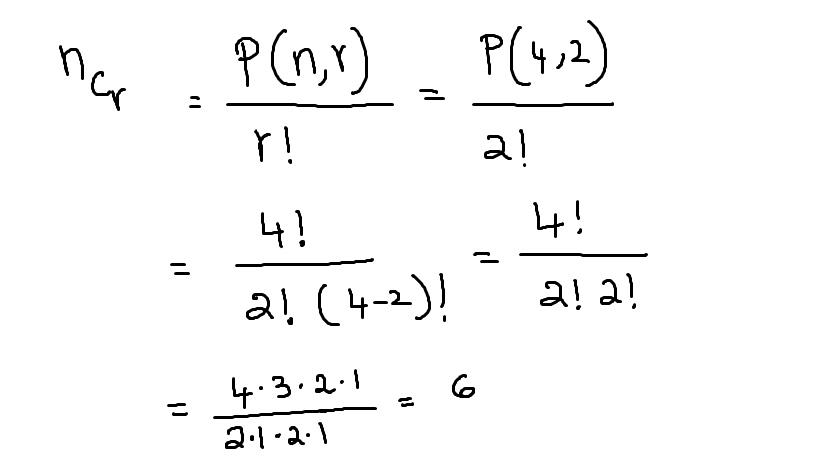 nCr = P(n,r) / r! = P(4,2) / 2!
= 4! / 2! (4-2)! = 4! / 2! 2!
= 4·3·2·1 / 2·1·2·1 = 6